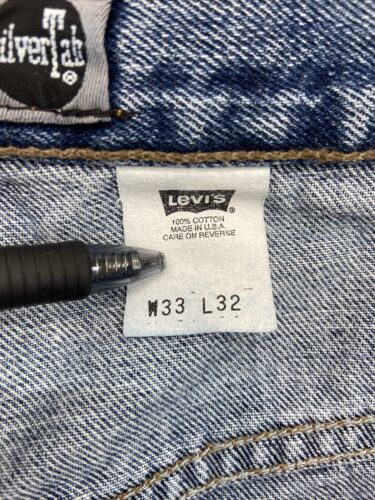 ilverTab
®
Levi's®
100% COTTON
MADE IN U.S.A.
CARE ON REVERSE
W33 L32